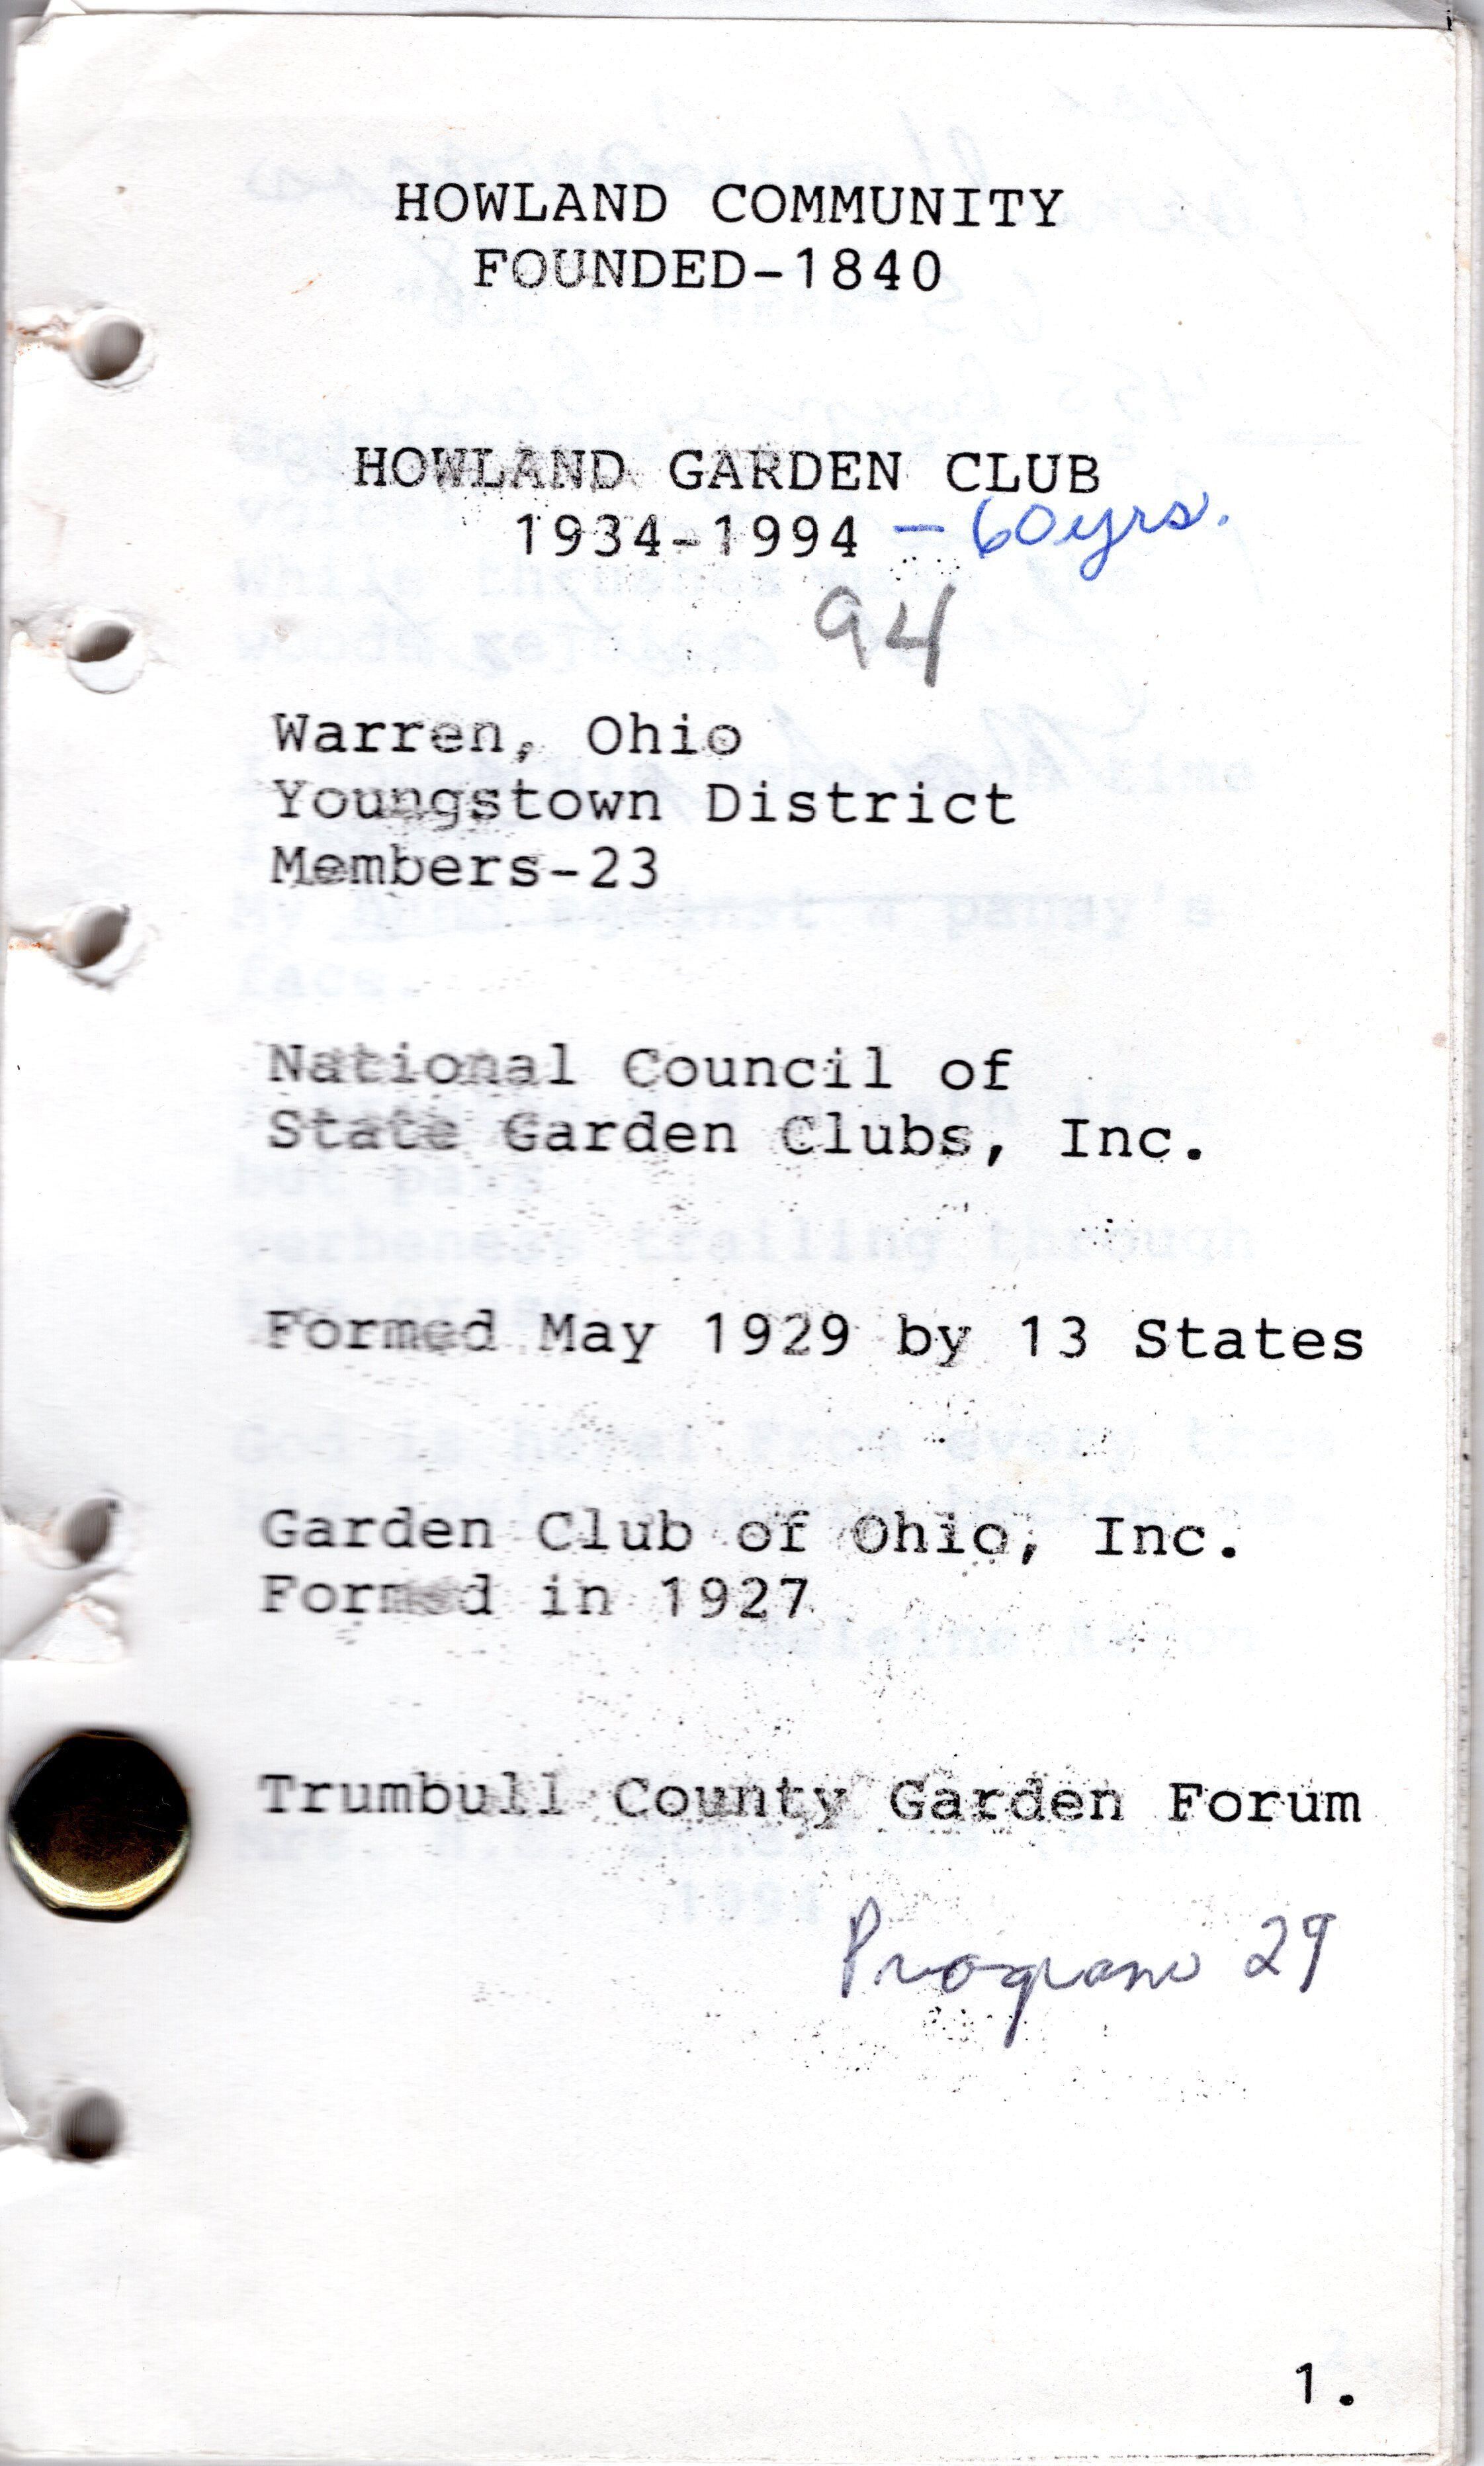 HOWLAND COMMUNITY
FOUNDED-1840
HOWLAND GARDEN CLUB
1934-1994 - 60yrs.
94
Warren, Ohio
Youngstown District
Members-23
National Council of
State Garden Clubs, Inc.
Formed May 1929 by 13 States
Garden Club of Ohio, Inc.
Formed in 1927
Trumbull County Garden Forum
Program 29
1.